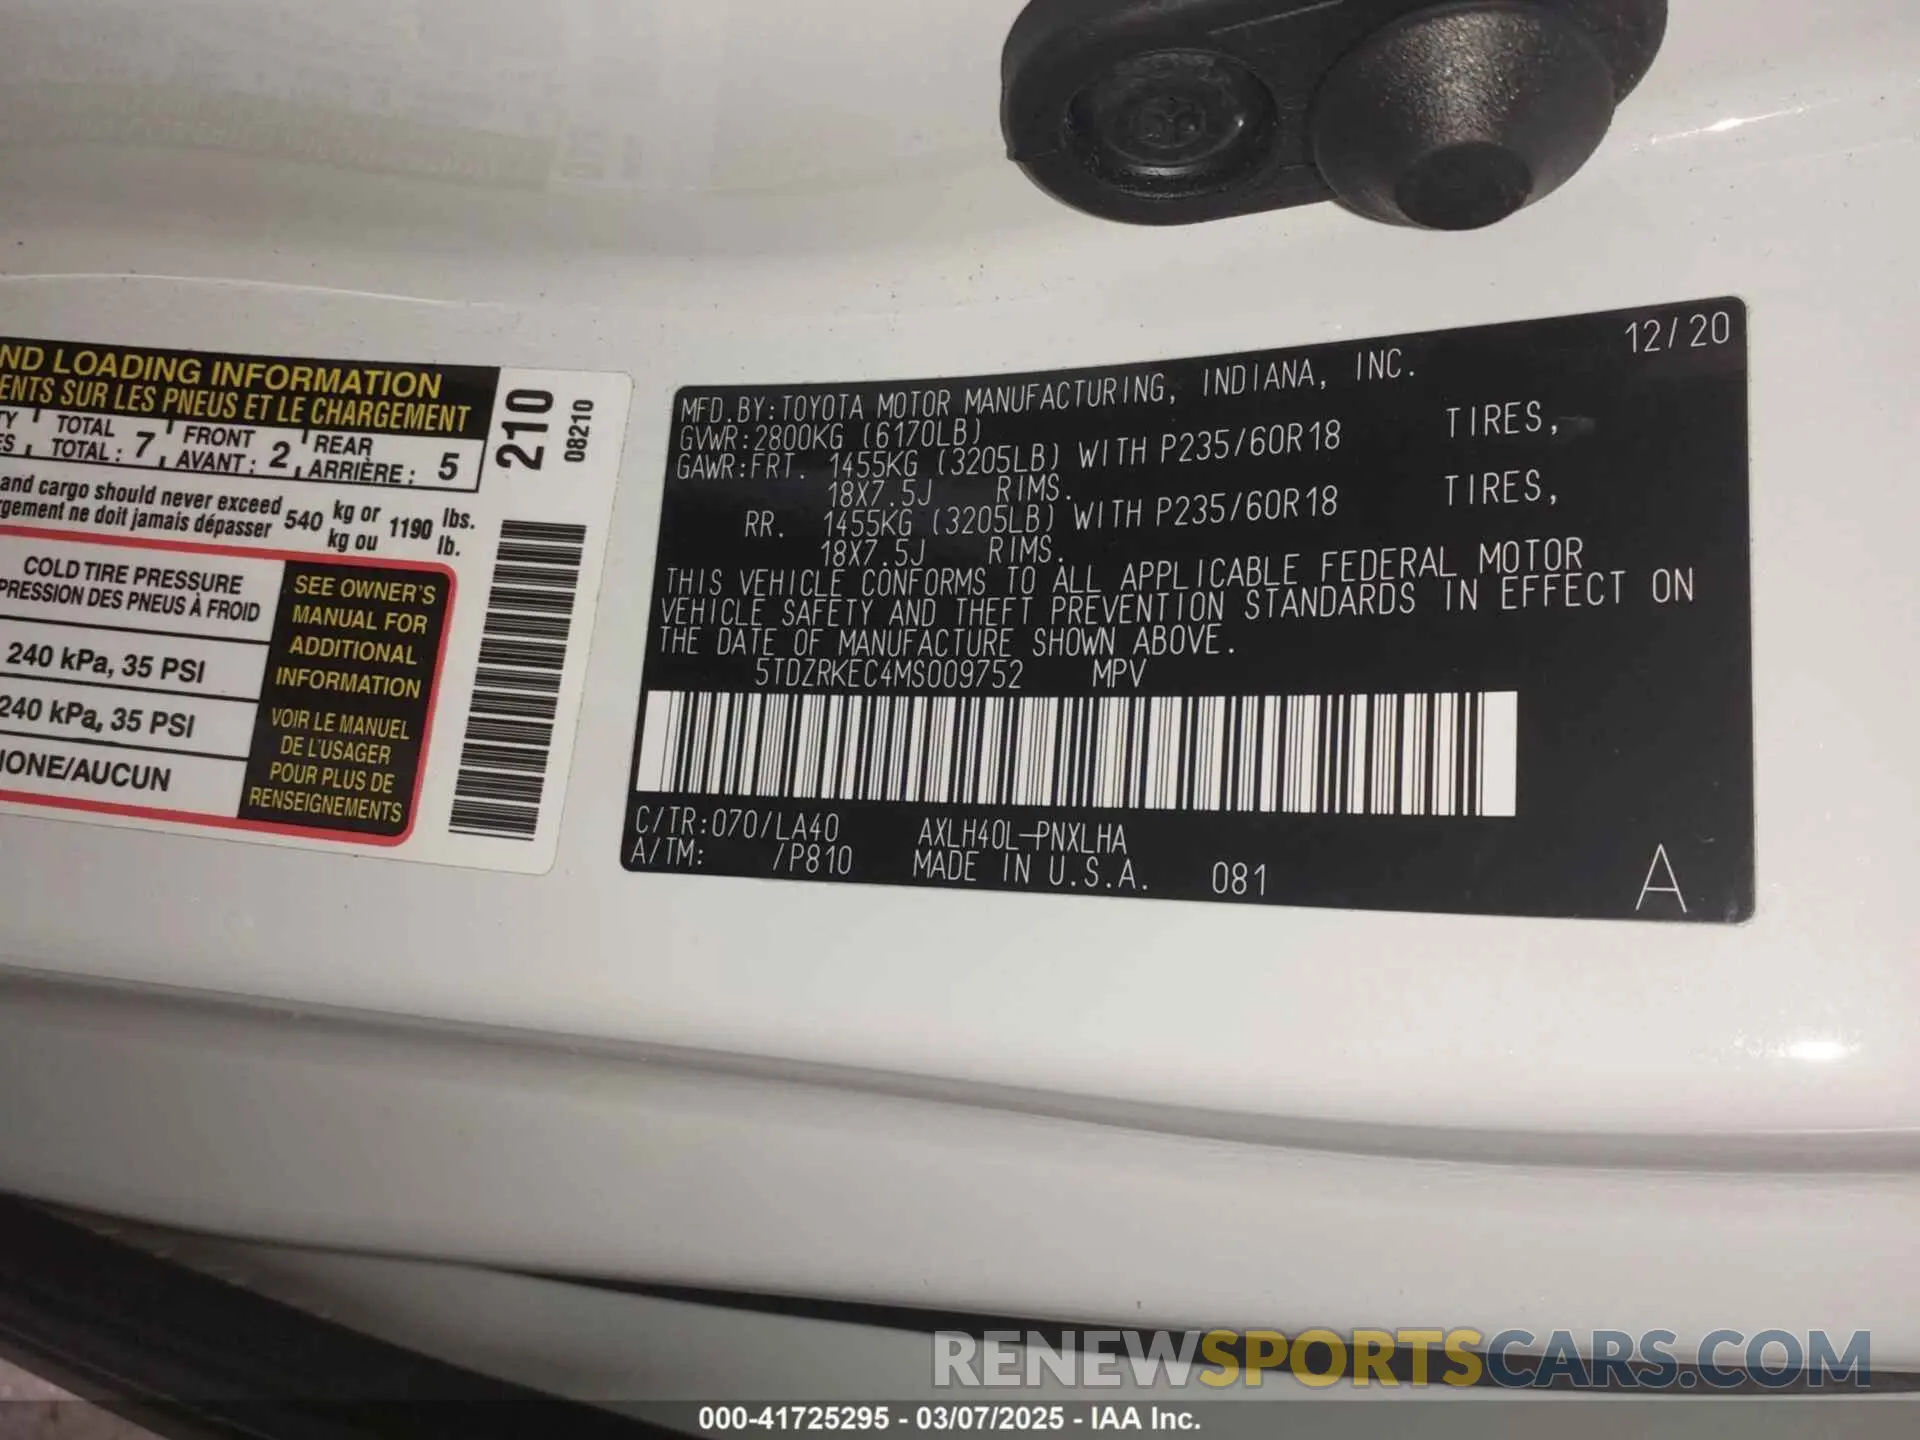 ND LOADING INFORMATION
ENTS SUR LES PNEUS ET LE CHARGEMENT
TOTAL FRONT REAR
TOTAL : 7 AVANT : 2 ARRIÈRE : 5
and cargo should never exceed 540 kg or 1190 lbs.
rgement ne doit jamais dépasser kg ou lb.
COLD TIRE PRESSURE
PRESSION DES PNEUS À FROID
240 kPa, 35 PSI
240 kPa, 35 PSI
IONE/AUCUN
SEE OWNER'S
MANUAL FOR
ADDITIONAL
INFORMATION
VOIR LE MANUEL
DE L'USAGER
POUR PLUS DE
RENSEIGNEMENTS
210
08210
12/20
MFD.BY:TOYOTA MOTOR MANUFACTURING, INDIANA, INC.
GVWR:2800KG (6170LB)
GAWR:FRT. 1455KG (3205LB) WITH P235/60R18 TIRES,
18X7.5J RIMS.
RR. 1455KG (3205LB) WITH P235/60R18 TIRES,
18X7.5J RIMS.
THIS VEHICLE CONFORMS TO ALL APPLICABLE FEDERAL MOTOR
VEHICLE SAFETY AND THEFT PREVENTION STANDARDS IN EFFECT ON
THE DATE OF MANUFACTURE SHOWN ABOVE.
5TDZRKEC4MS009752 MPV
C/TR:070/LA40 AXLH40L-PNXLHA
A/TM: /P810 MADE IN U.S.A. 081
A
RENEWSPORTSCARS.COM
000-41725295 - 03/07/2025 - IAA Inc.